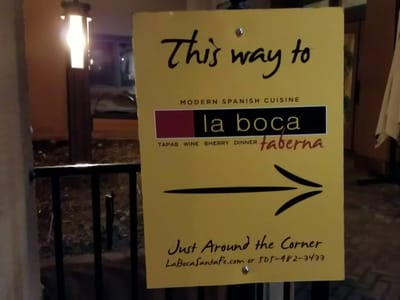 This way to
MODERN SPANISH CUISINE
la boca
TAPAS WINE SHERRY DINNER taberna
Just Around the Corner
LaBocaSantaFe.com or 505-982-3433